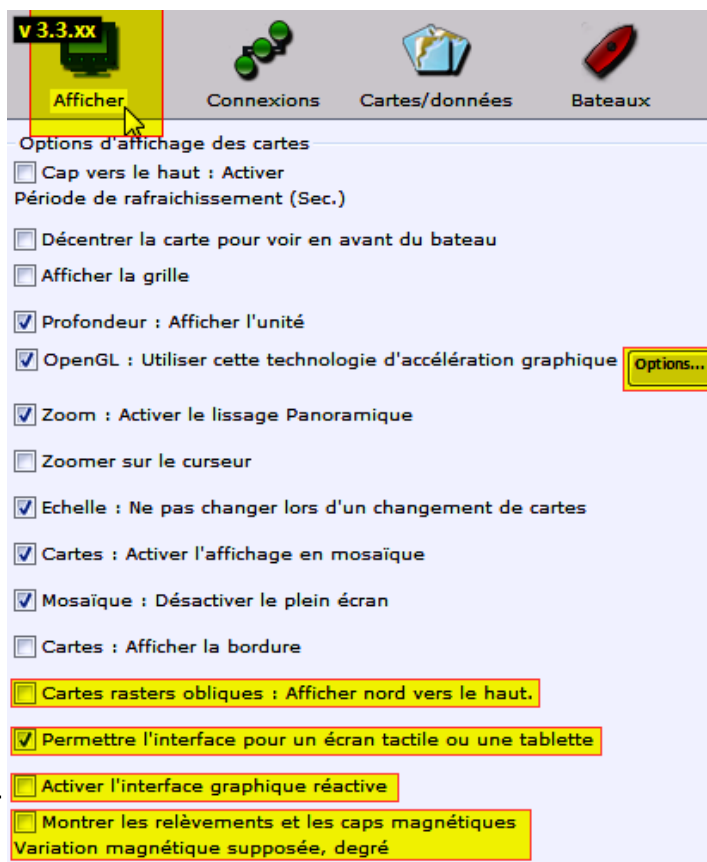 v 3.3.xx
Afficher
Connexions
Cartes/données
Bateaux
Options d'affichage des cartes
Cap vers le haut : Activer
Période de rafraichissement (Sec.)
Décentrer la carte pour voir en avant du bateau
Afficher la grille
Profondeur : Afficher l'unité
OpenGL : Utiliser cette technologie d'accélération graphique
Options...
Zoom : Activer le lissage Panoramique
Zoomer sur le curseur
Echelle : Ne pas changer lors d'un changement de cartes
Cartes : Activer l'affichage en mosaïque
Mosaïque : Désactiver le plein écran
Cartes : Afficher la bordure
Cartes rasters obliques : Afficher nord vers le haut.
Permettre l'interface pour un écran tactile ou une tablette
Activer l'interface graphique réactive
Montrer les relèvements et les caps magnétiques
Variation magnétique supposée, degré